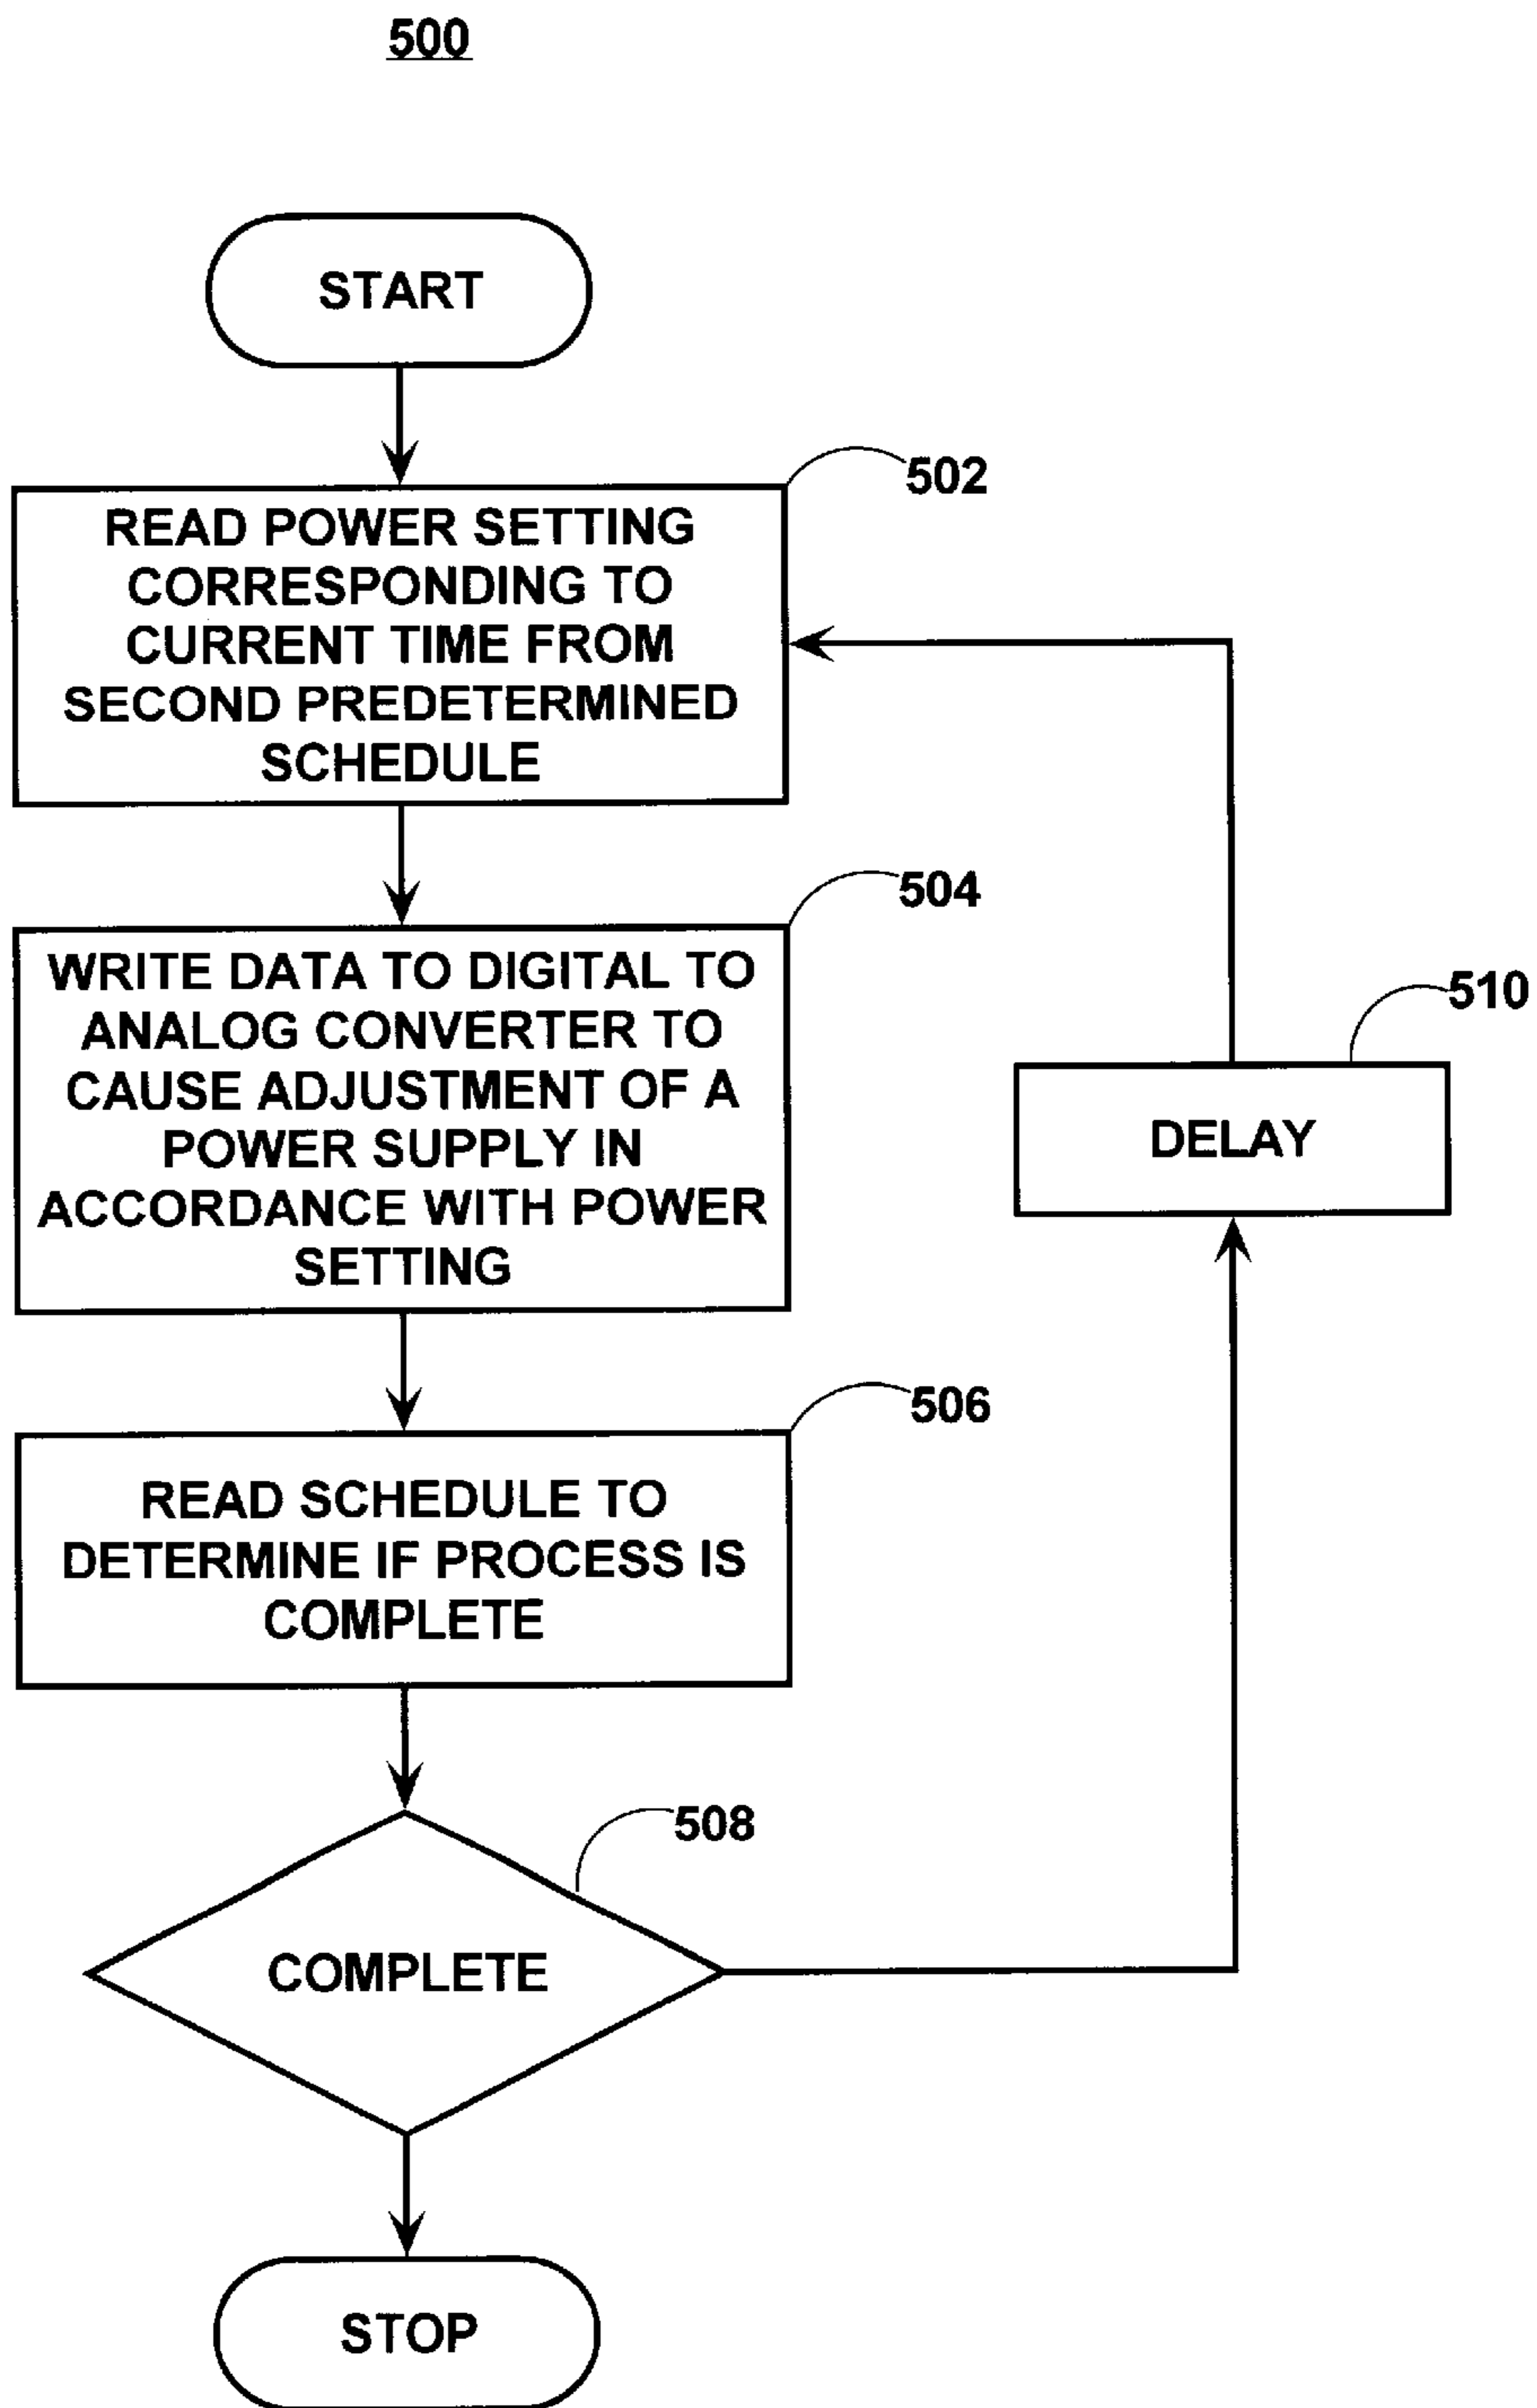 500
START
502
READ POWER SETTING
CORRESPONDING TO
CURRENT TIME FROM
SECOND PREDETERMINED
SCHEDULE
504
WRITE DATA TO DIGITAL TO
ANALOG CONVERTER TO
CAUSE ADJUSTMENT OF A
POWER SUPPLY IN
ACCORDANCE WITH POWER
SETTING
510
DELAY
506
READ SCHEDULE TO
DETERMINE IF PROCESS IS
COMPLETE
508
COMPLETE
STOP